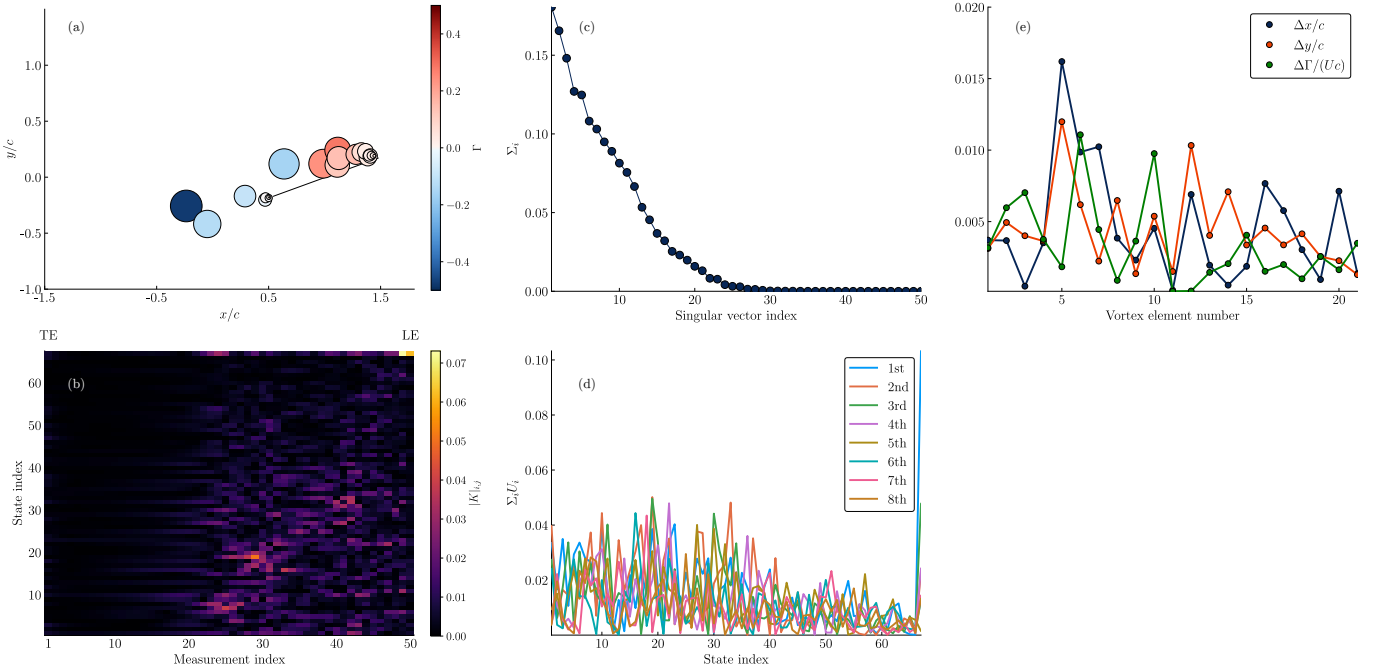 (a)
1.0
0.5
0.0
-0.5
-1.0
-1.5
-0.5
0.5
1.5
x/c
y/c
0.4
0.2
0.0
−0.2
−0.4
Γ
(c)
0.15
0.10
0.05
0.00
10
20
30
40
50
Σᵢ
Singular vector index
(e)
0.020
0.015
0.010
0.005
5
10
15
20
Vortex element number
Δx/c
Δy/c
ΔΓ/(Uc)
TE
LE
(b)
60
50
40
30
20
10
1
10
20
30
40
50
State index
Measurement index
0.07
0.06
0.05
0.04
0.03
0.02
0.01
0.00
|K|ᵢ,ⱼ
(d)
0.10
0.08
0.06
0.04
0.02
10
20
30
40
50
60
ΣᵢUᵢ
State index
1st
2nd
3rd
4th
5th
6th
7th
8th